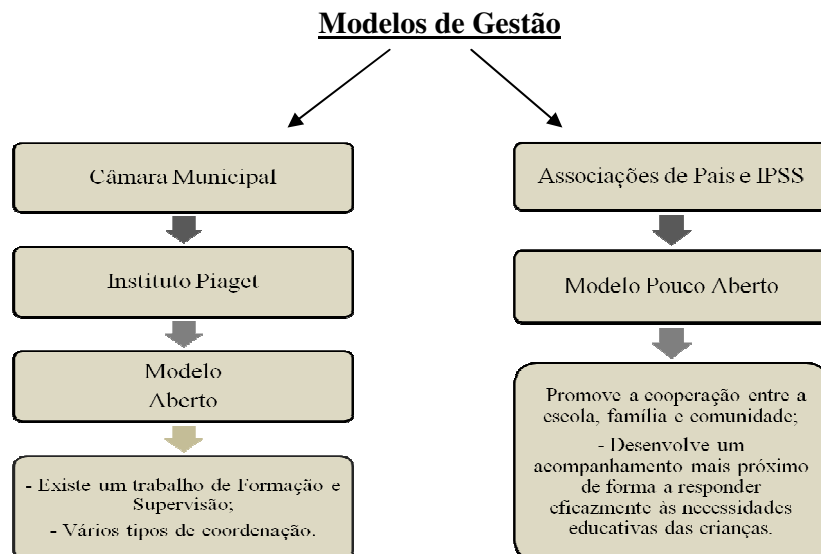 Modelos de Gestão
Câmara Municipal
Instituto Piaget
Modelo
Aberto
- Existe um trabalho de Formação e
Supervisão;
- Vários tipos de coordenação.
Associações de Pais e IPSS
Modelo Pouco Aberto
Promove a cooperação entre a
escola, família e comunidade;
- Desenvolve um
acompanhamento mais próximo
de forma a responder
eficazmente às necessidades
educativas das crianças.